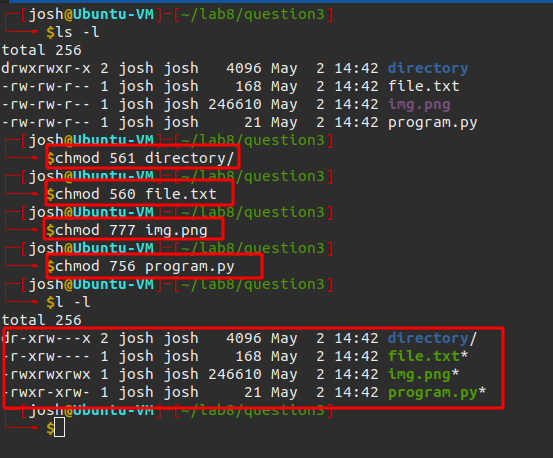 [josh@Ubuntu-VM]-[~/lab8/question3]
$ls -l
total 256
drwxrwxr-x 2 josh josh   4096 May  2 14:42 directory
-rw-rw-r-- 1 josh josh    168 May  2 14:42 file.txt
-rw-rw-r-- 1 josh josh 246610 May  2 14:42 img.png
-rw-rw-r-- 1 josh josh     21 May  2 14:42 program.py
[josh@Ubuntu-VM]-[~/lab8/question3]
$chmod 561 directory/
[josh@Ubuntu-VM]-[~/lab8/question3]
$chmod 560 file.txt
[josh@Ubuntu-VM]-[~/lab8/question3]
$chmod 777 img.png
[josh@Ubuntu-VM]-[~/lab8/question3]
$chmod 756 program.py
[josh@Ubuntu-VM]-[~/lab8/question3]
$l -l
total 256
dr-xrw---x 2 josh josh   4096 May  2 14:42 directory/
-r-xrw---- 1 josh josh    168 May  2 14:42 file.txt*
-rwxrwxrwx 1 josh josh 246610 May  2 14:42 img.png*
-rwxr-xrw- 1 josh josh     21 May  2 14:42 program.py*
[josh@Ubuntu-VM]-[~/lab8/question3]
$